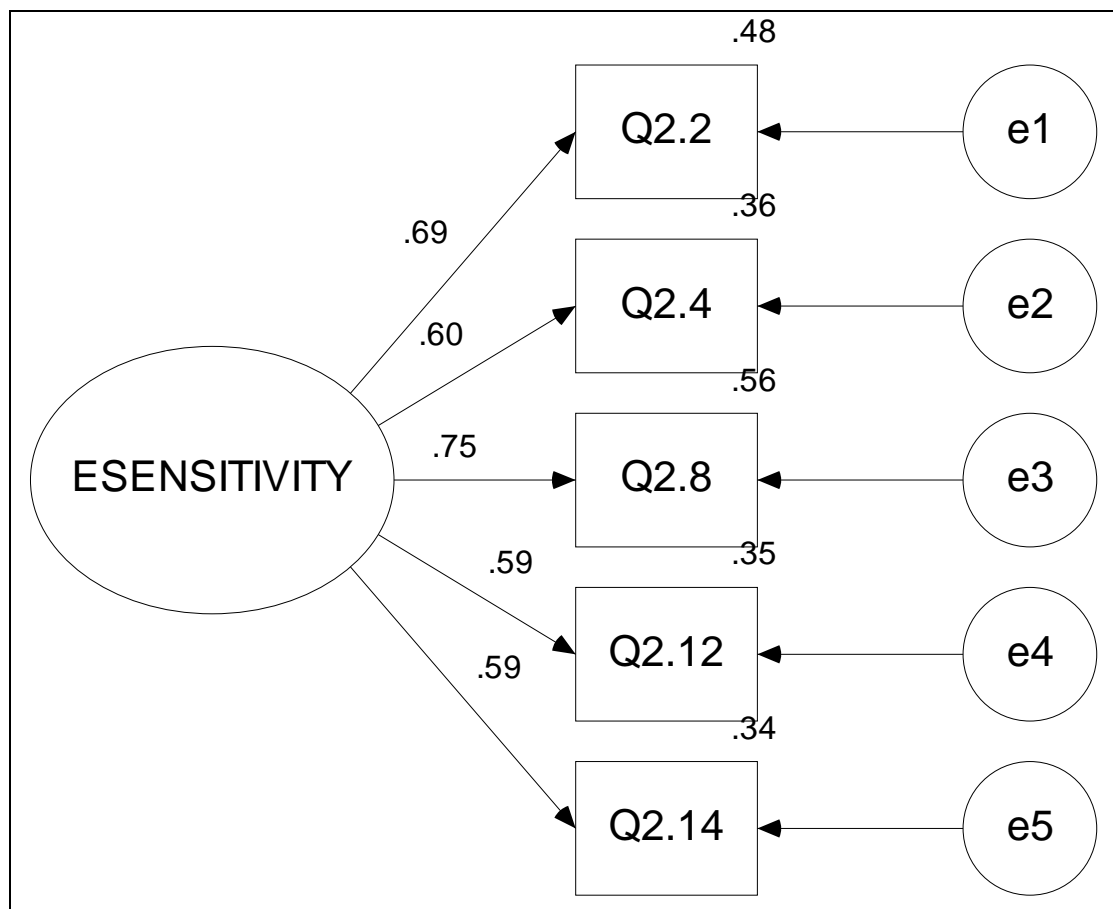 .48
Q2.2
e1
.36
.69
Q2.4
e2
.60
.56
ESENSITIVITY
.75
Q2.8
e3
.35
.59
Q2.12
e4
.59
.34
Q2.14
e5